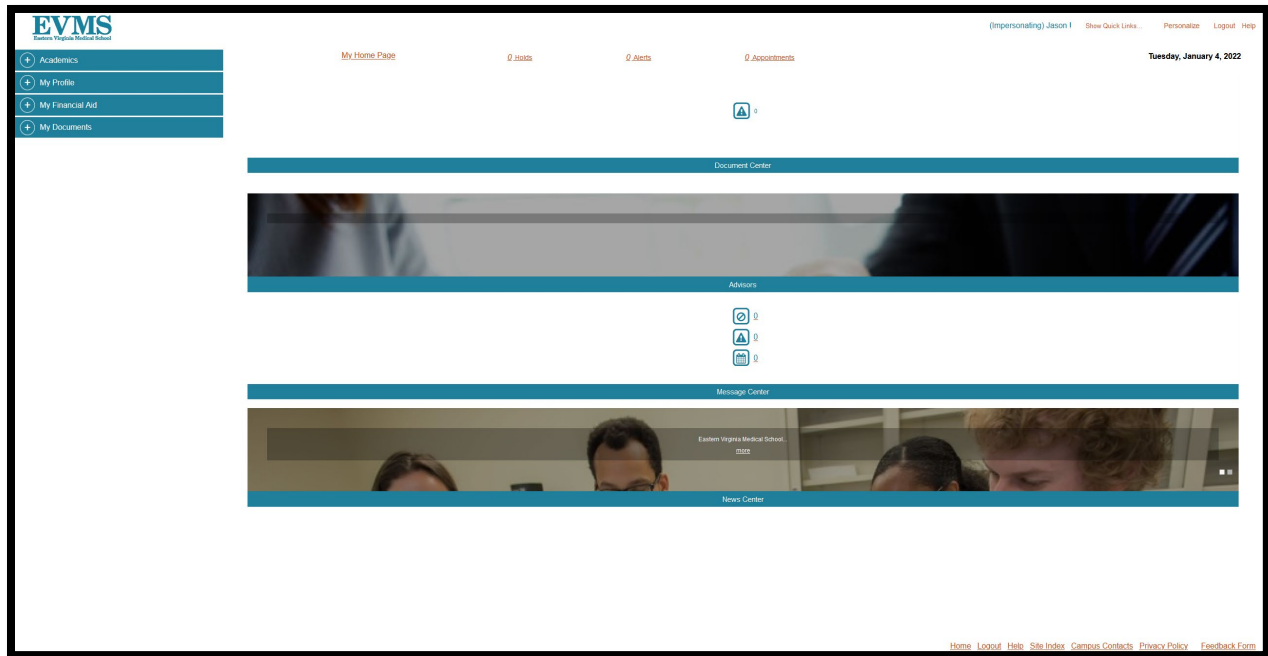 EVMS
Eastern Virginia Medical School
(Impersonating) Jason Show Quick Links... Personalize Logout Help
Academics
My Profile
My Financial Aid
My Documents
My Home Page 0 Holds 0 Alerts 0 Appointments Tuesday, January 4, 2022
0
Document Center
Advisors
0
0
0
Message Center
Eastern Virginia Medical School...
more
News Center
Home Logout Help Site Index Campus Contacts Privacy Policy Feedback Form